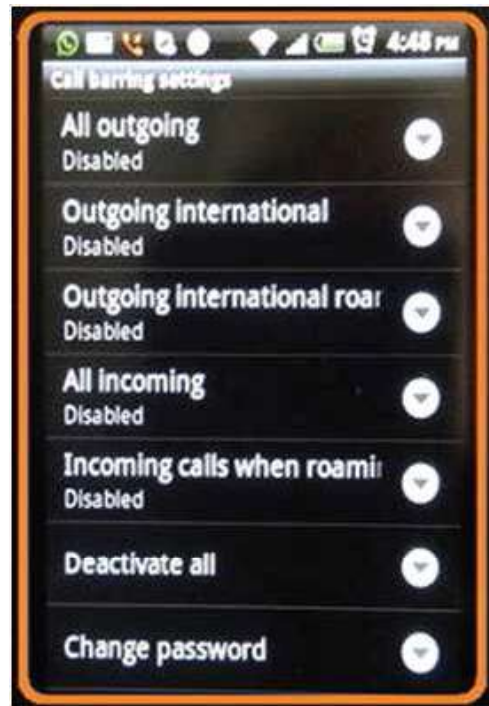 4:48 PM
Call barring settings
All outgoing
Disabled
Outgoing international
Disabled
Outgoing international roar
Disabled
All incoming
Disabled
Incoming calls when roami
Disabled
Deactivate all
Change password